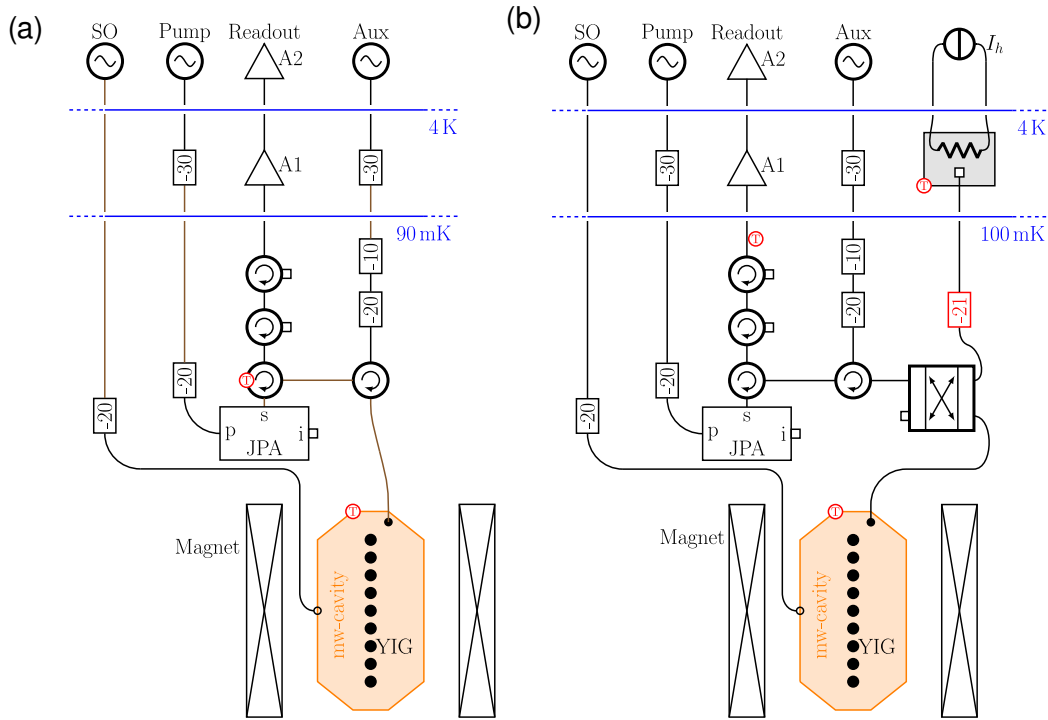 (a)
SO Pump Readout Aux
A2
4 K
-30 A1 -30
90 mK
-10
-20
T
-20 -20
s
p i
JPA
T
Magnet
mw-cavity
YIG
(b)
SO Pump Readout Aux
A2 I_h
4 K
-30 A1 -30
T
100 mK
T
-10
-20 -21
-20 -20
s
p i
JPA
T
Magnet
mw-cavity
YIG